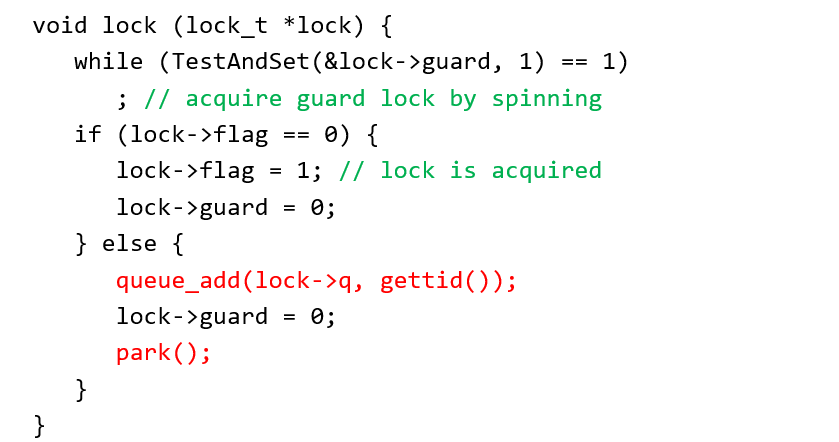 void lock (lock_t *lock) {
   while (TestAndSet(&lock->guard, 1) == 1)
      ; // acquire guard lock by spinning
   if (lock->flag == 0) {
      lock->flag = 1; // lock is acquired
      lock->guard = 0;
   } else {
      queue_add(lock->q, gettid());
      lock->guard = 0;
      park();
   }
}